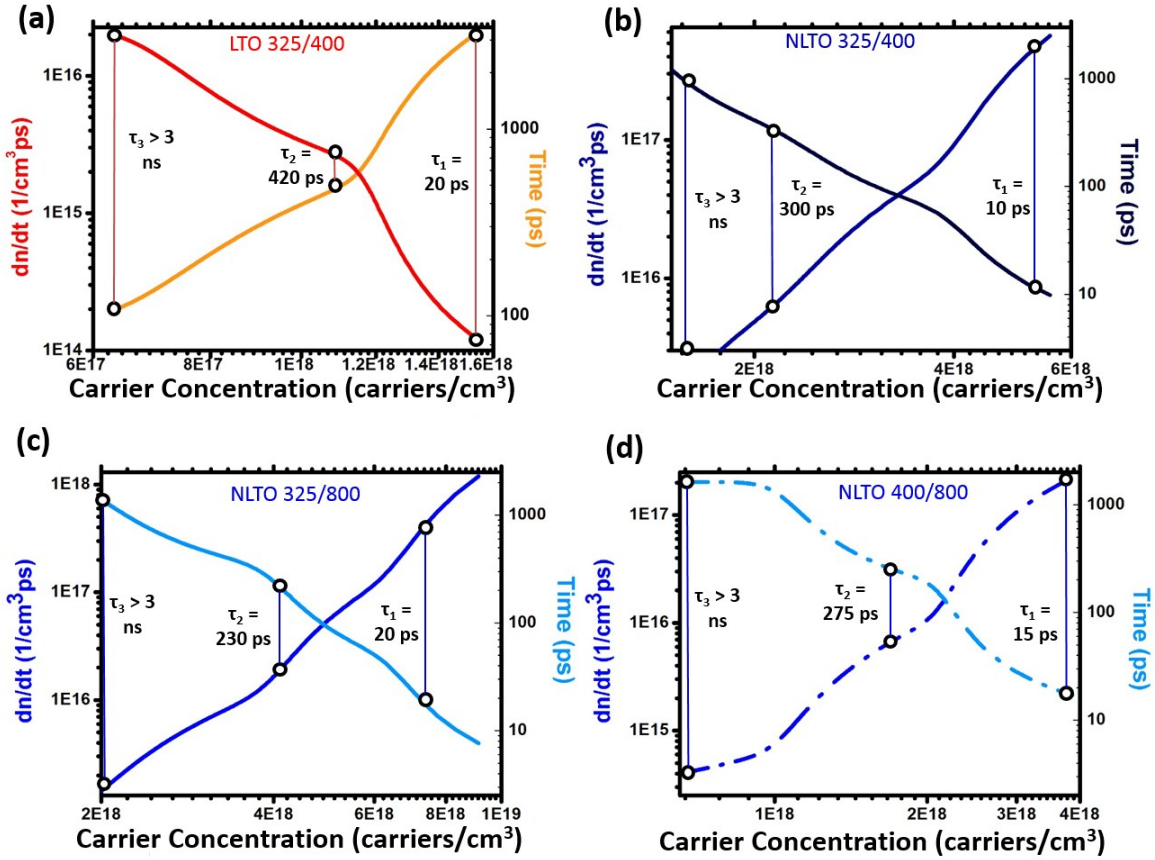 (a)
LTO 325/400
1E16
1E15
1E14
dn/dt (1/cm³ps)
τ₃ > 3
ns
τ₂ =
420 ps
τ₁ =
20 ps
1000
100
Time (ps)
6E17 8E17 1E18 1.2E18 1.4E18 1.6E18
Carrier Concentration (carriers/cm³)
(b)
NLTO 325/400
1E17
1E16
dn/dt (1/cm³ps)
τ₃ > 3
ns
τ₂ =
300 ps
τ₁ =
10 ps
1000
100
10
Time (ps)
2E18 4E18 6E18
Carrier Concentration (carriers/cm³)
(c)
NLTO 325/800
1E18
1E17
1E16
dn/dt (1/cm³ps)
τ₃ > 3
ns
τ₂ =
230 ps
τ₁ =
20 ps
1000
100
10
Time (ps)
2E18 4E18 6E18 8E18 1E19
Carrier Concentration (carriers/cm³)
(d)
NLTO 400/800
1E17
1E16
1E15
dn/dt (1/cm³ps)
τ₃ > 3
ns
τ₂ =
275 ps
τ₁ =
15 ps
1000
100
10
Time (ps)
1E18 2E18 3E18 4E18
Carrier Concentration (carriers/cm³)